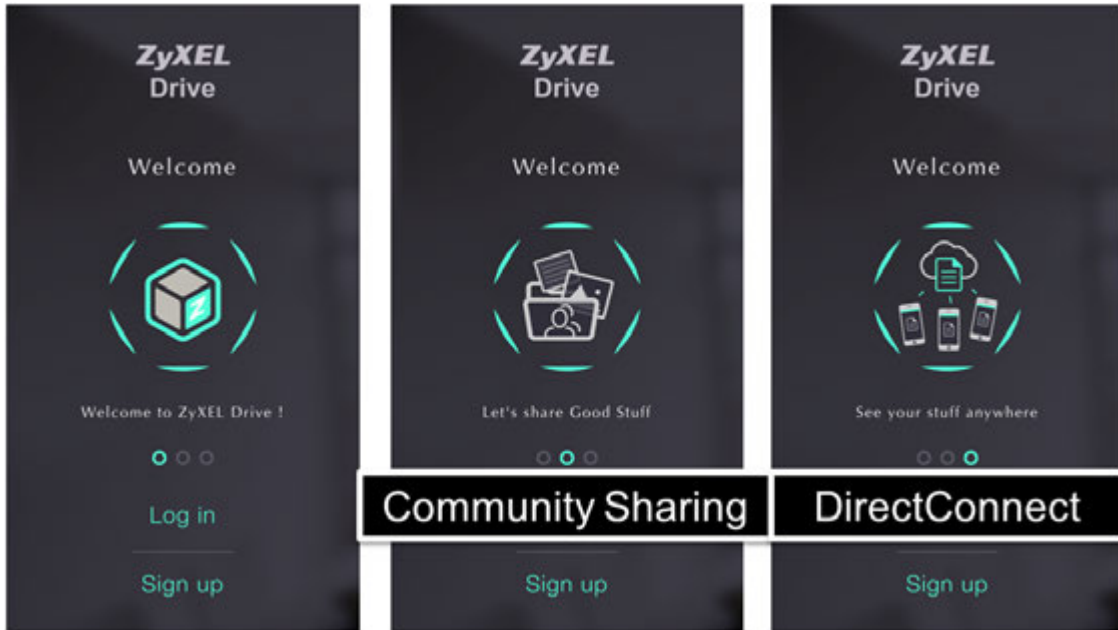 ZyXEL
Drive
Welcome
Z
Welcome to ZyXEL Drive !
Log in
Sign up
ZyXEL
Drive
Welcome
Let's share Good Stuff
Community Sharing
Sign up
ZyXEL
Drive
Welcome
See your stuff anywhere
DirectConnect
Sign up